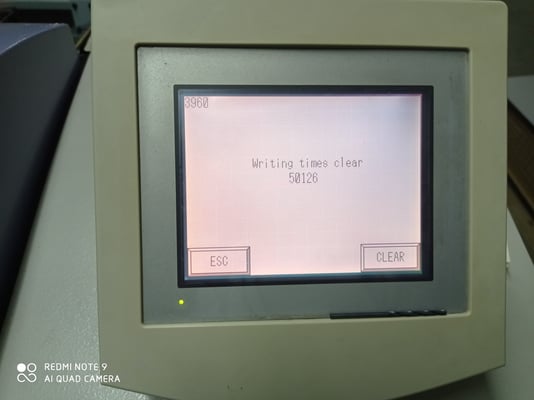 3960
Writing times clear
50126
ESC
CLEAR
REDMI NOTE 9
AI QUAD CAMERA